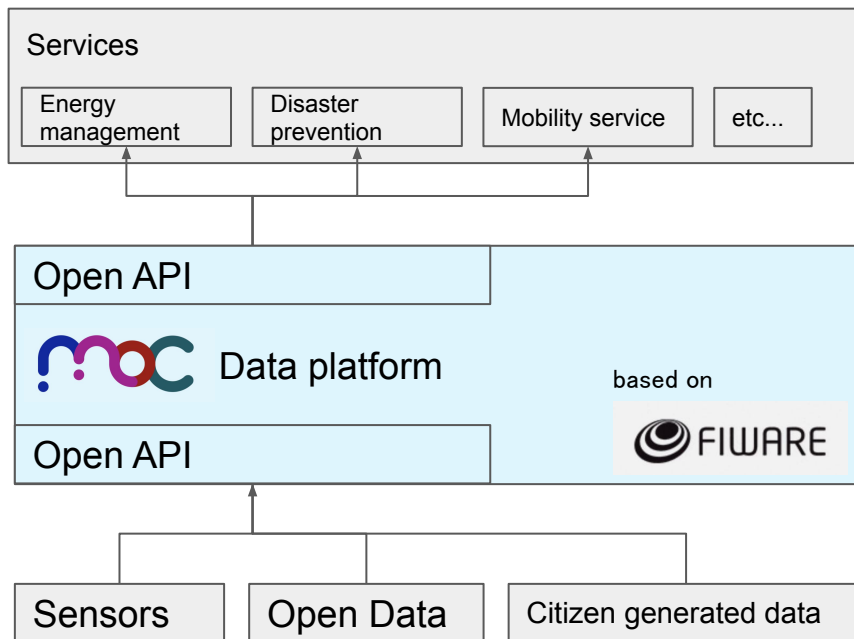 Services
Energy
management
Disaster
prevention
Mobility service
etc...
Open API
moc Data platform
based on
FIWARE
Open API
Sensors
Open Data
Citizen generated data